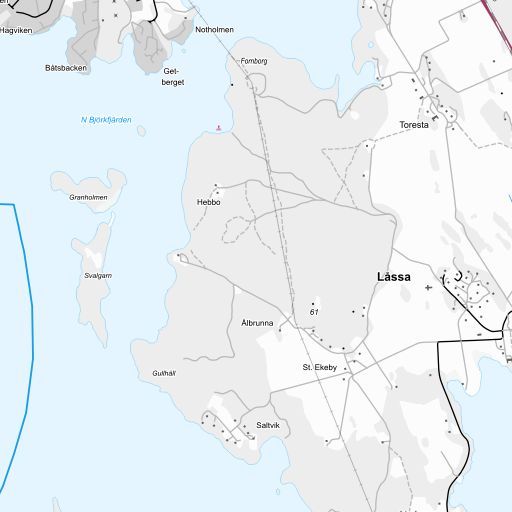 Hagviken
Notholmen
Båtsbacken
Get-
berget
Fornborg
N Björkfjärden
Toresta
Granholmen
Hebbo
Svalgarn
Låssa
61
Ålbrunna
Gullhäll
St. Ekeby
Saltvik